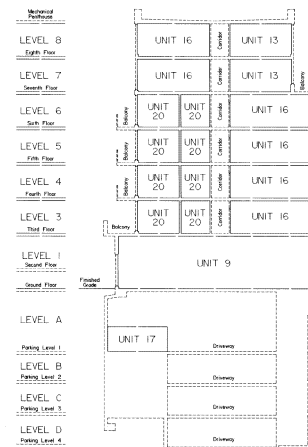 Mechanical
Penthouse
LEVEL 8
Eighth Floor
UNIT 16
Corridor
UNIT 13
LEVEL 7
Seventh Floor
UNIT 16
Corridor
UNIT 13
Balcony
LEVEL 6
Sixth Floor
Balcony
UNIT 20
UNIT 20
Corridor
UNIT 16
LEVEL 5
Fifth Floor
Balcony
UNIT 20
UNIT 20
Corridor
UNIT 16
LEVEL 4
Fourth Floor
Balcony
UNIT 20
UNIT 20
Corridor
UNIT 16
LEVEL 3
Third Floor
Balcony
UNIT 20
UNIT 20
Corridor
UNIT 16
LEVEL 1
Second Floor
UNIT 9
Ground Floor
Finished
Grade
LEVEL A
Parking Level 1
UNIT 17
Driveway
LEVEL B
Parking Level 2
Driveway
LEVEL C
Parking Level 3
Driveway
LEVEL D
Parking Level 4
Driveway